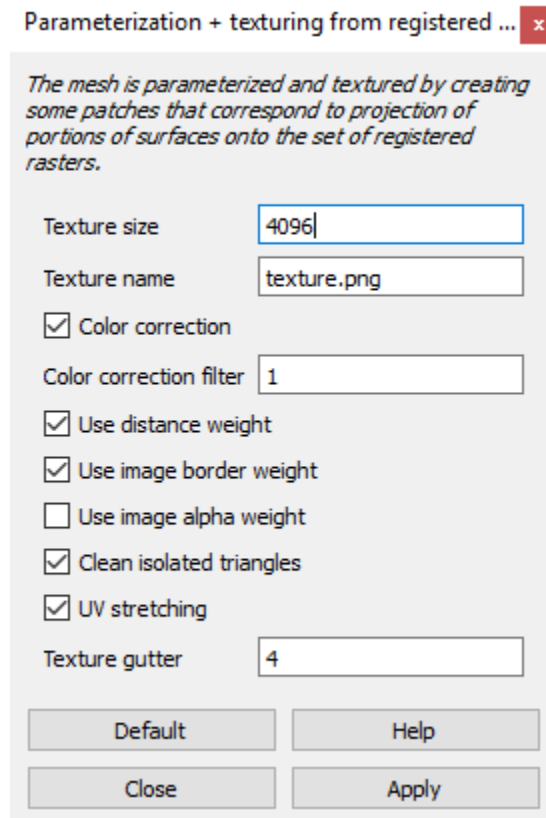 Parameterization + texturing from registered ... x
The mesh is parameterized and textured by creating
some patches that correspond to projection of
portions of surfaces onto the set of registered
rasters.
Texture size 4096
Texture name texture.png
Color correction
Color correction filter 1
Use distance weight
Use image border weight
Use image alpha weight
Clean isolated triangles
UV stretching
Texture gutter 4
Default Help
Close Apply